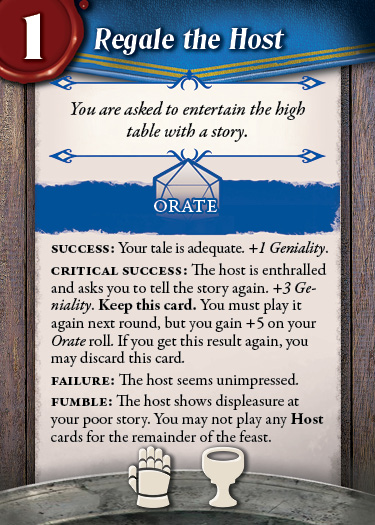 1
Regale the Host
You are asked to entertain the high
table with a story.
ORATE
SUCCESS: Your tale is adequate. +1 Geniality.
CRITICAL SUCCESS: The host is enthralled
and asks you to tell the story again. +3 Ge-
niality. Keep this card. You must play it
again next round, but you gain +5 on your
Orate roll. If you get this result again, you
may discard this card.
FAILURE: The host seems unimpressed.
FUMBLE: The host shows displeasure at
your poor story. You may not play any Host
cards for the remainder of the feast.